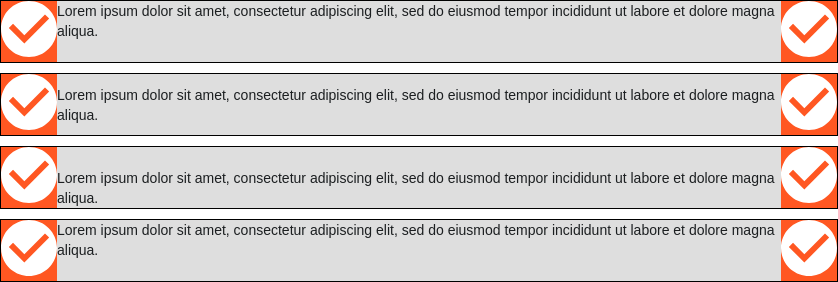 Lorem ipsum dolor sit amet, consectetur adipiscing elit, sed do eiusmod tempor incididunt ut labore et dolore magna
aliqua.
Lorem ipsum dolor sit amet, consectetur adipiscing elit, sed do eiusmod tempor incididunt ut labore et dolore magna
aliqua.
Lorem ipsum dolor sit amet, consectetur adipiscing elit, sed do eiusmod tempor incididunt ut labore et dolore magna
aliqua.
Lorem ipsum dolor sit amet, consectetur adipiscing elit, sed do eiusmod tempor incididunt ut labore et dolore magna
aliqua.